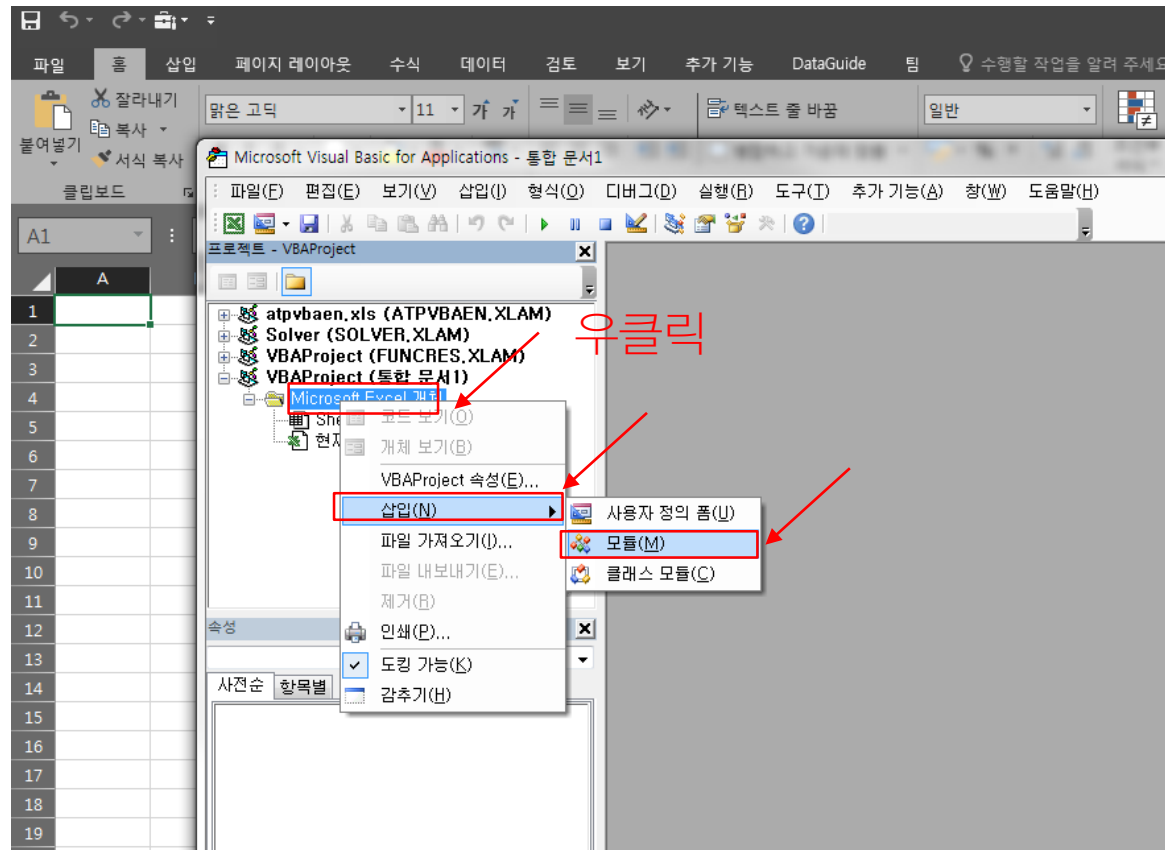 파일 홈 삽입 페이지 레이아웃 수식 데이터 검토 보기 추가 기능 DataGuide 팀 수행할 작업을 알려 주세요
잘라내기
복사
서식 복사
붙여넣기
클립보드
맑은 고딕 11
텍스트 줄 바꿈
일반
A1
A
1
2
3
4
5
6
7
8
9
10
11
12
13
14
15
16
17
18
19
Microsoft Visual Basic for Applications - 통합 문서1
파일(F) 편집(E) 보기(V) 삽입(I) 형식(O) 디버그(D) 실행(R) 도구(T) 추가 기능(A) 창(W) 도움말(H)
프로젝트 - VBAProject
atpvbaen.xls (ATPVBAEN.XLAM)
Solver (SOLVER.XLAM)
VBAProject (FUNCRES.XLAM)
VBAProject (통합 문서1)
Microsoft Excel 개체
She
현재
우클릭
코드 보기(O)
개체 보기(B)
VBAProject 속성(E)...
삽입(N)
파일 가져오기(I)...
파일 내보내기(E)...
제거(R)
인쇄(P)...
도킹 가능(K)
감추기(H)
사용자 정의 폼(U)
모듈(M)
클래스 모듈(C)
속성
사전순 항목별